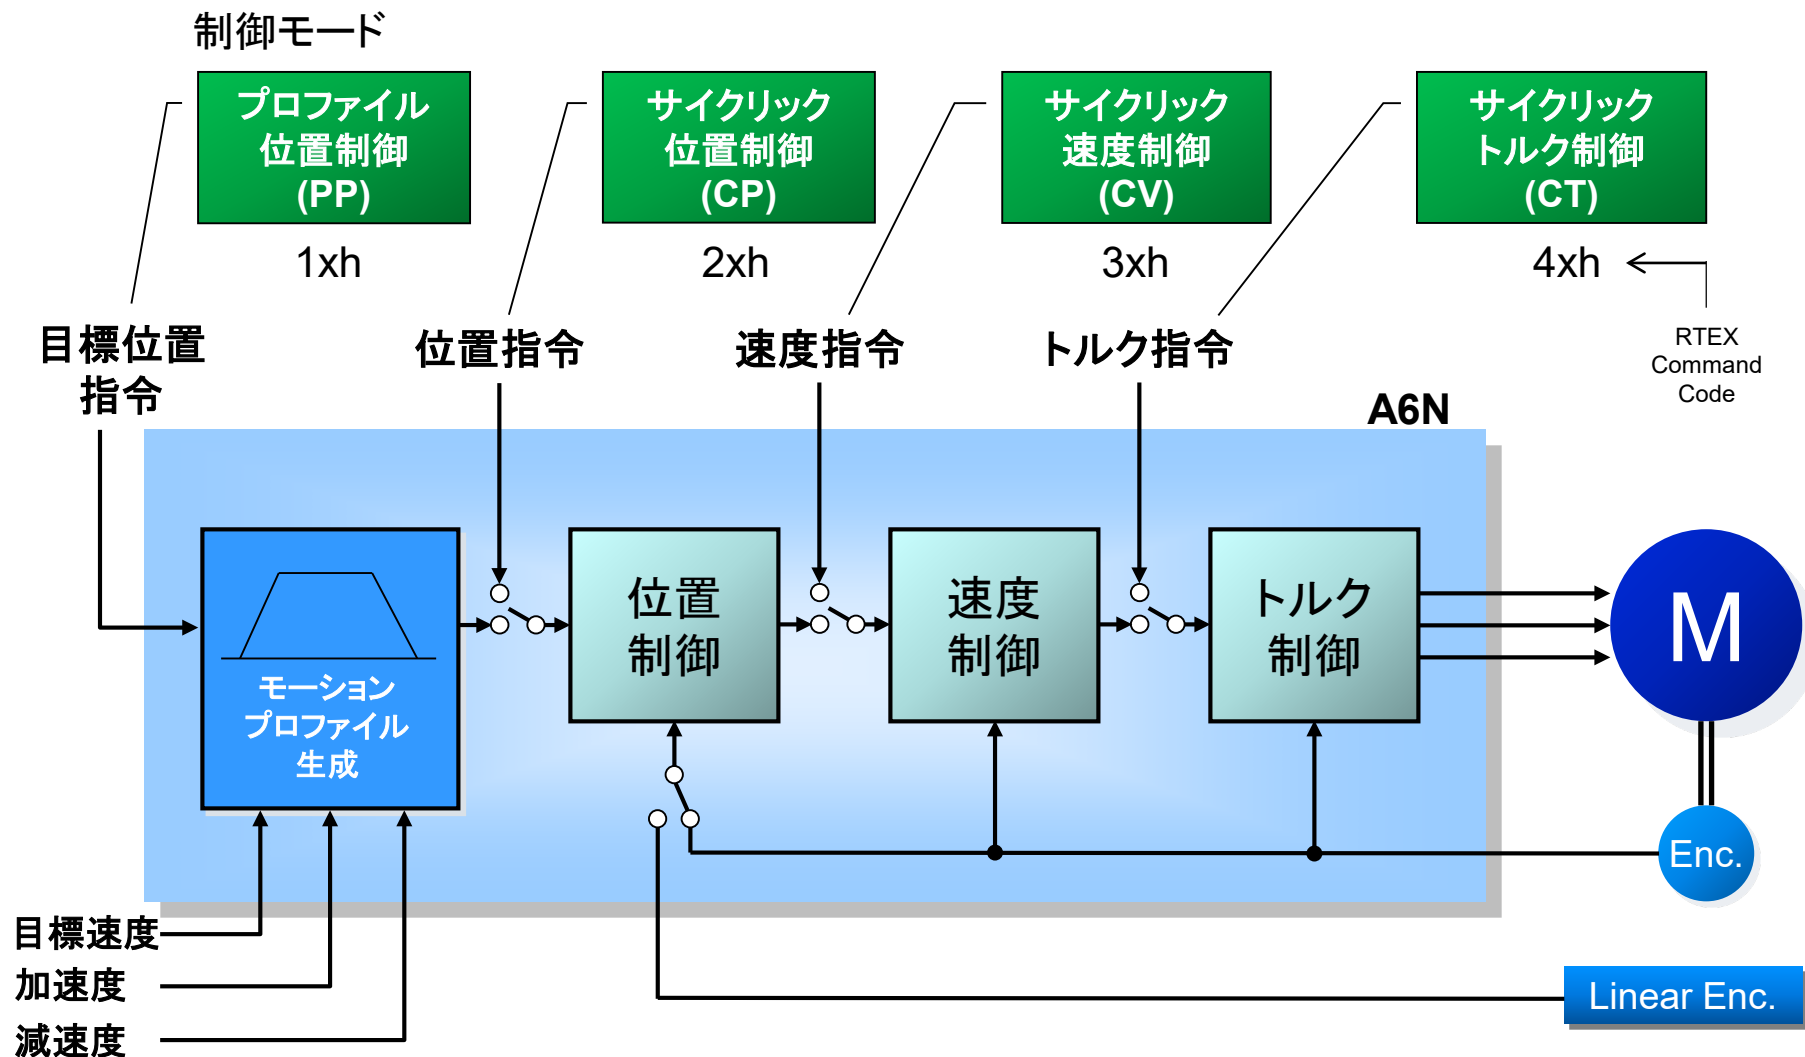 制御モード
プロファイル
位置制御
(PP)
サイクリック
位置制御
(CP)
サイクリック
速度制御
(CV)
サイクリック
トルク制御
(CT)
1xh
2xh
3xh
4xh
RTEX
Command
Code
目標位置
指令
位置指令
速度指令
トルク指令
A6N
モーション
プロファイル
生成
位置
制御
速度
制御
トルク
制御
M
Enc.
目標速度
加速度
減速度
Linear Enc.